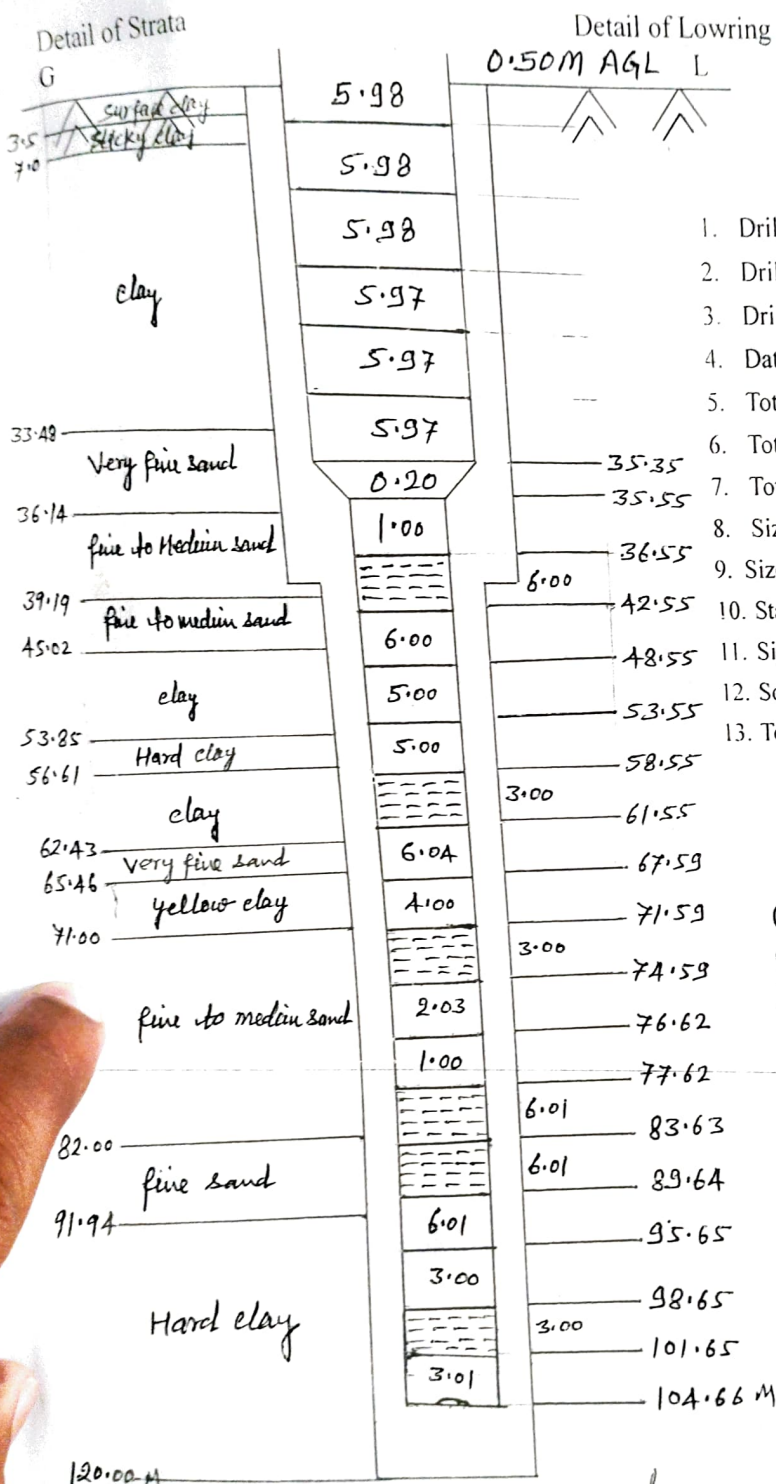 Detail of Strata
Detail of Lowring
G
0.50M AGL L
surface clay
3.5
sticky clay
7.0
clay
33.48
Very fine sand
36.14
fine to Medium sand
39.19
fine to medium sand
45.02
clay
53.85
Hard clay
56.61
clay
62.43
Very fine sand
65.46
yellow clay
71.00
fine to medium sand
82.00
fine sand
91.94
Hard clay
120.00 M
5.98
5.98
5.98
5.97
5.97
5.97
0.20
1.00
6.00
5.00
5.00
6.04
4.00
2.03
1.00
6.01
3.00
3.01
6.00
3.00
3.00
6.01
6.01
3.00
35.35
35.55
36.55
42.55
48.55
53.55
58.55
61.55
67.59
71.59
74.59
76.62
77.62
83.63
89.64
95.65
98.65
101.65
104.66 M
1. Dril
2. Dril
3. Dri
4. Dat
5. Tot
6. Tot
7. To
8. Siz
9. Siz
10. Sta
11. Si
12. So
13. To